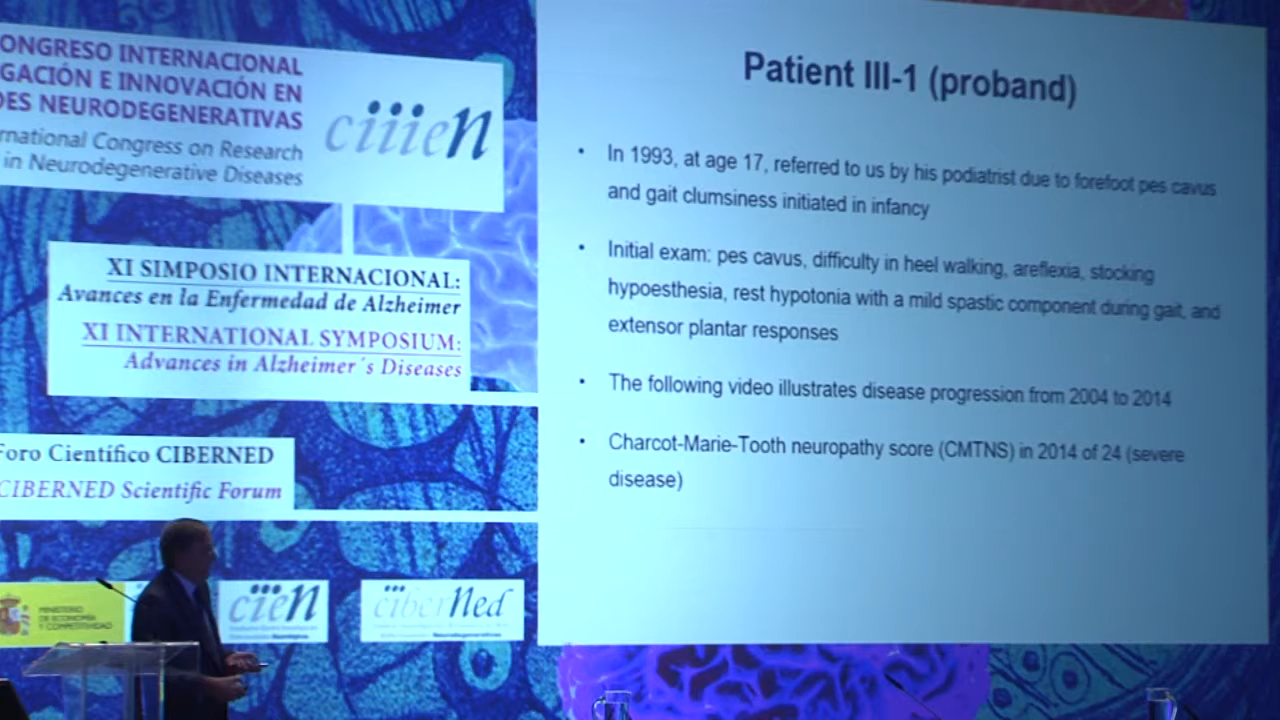 ONGRESO INTERNACIONAL
GACIÓN E INNOVACIÓN EN
DES NEURODEGENERATIVAS
rnational Congress on Research
in Neurodegenerative Diseases
ciiien
XI SIMPOSIO INTERNACIONAL:
Avances en la Enfermedad de Alzheimer
XI INTERNATIONAL SYMPOSIUM:
Advances in Alzheimer´s Diseases
Foro Científico CIBERNED
CIBERNED Scientific Forum
MINISTERIO
DE ECONOMÍA
Y COMPETITIVIDAD
cien
ciberned
Patient III-1 (proband)
• In 1993, at age 17, referred to us by his podiatrist due to forefoot pes cavus
and gait clumsiness initiated in infancy
• Initial exam: pes cavus, difficulty in heel walking, areflexia, stocking
hypoesthesia, rest hypotonia with a mild spastic component during gait, and
extensor plantar responses
• The following video illustrates disease progression from 2004 to 2014
• Charcot-Marie-Tooth neuropathy score (CMTNS) in 2014 of 24 (severe
disease)